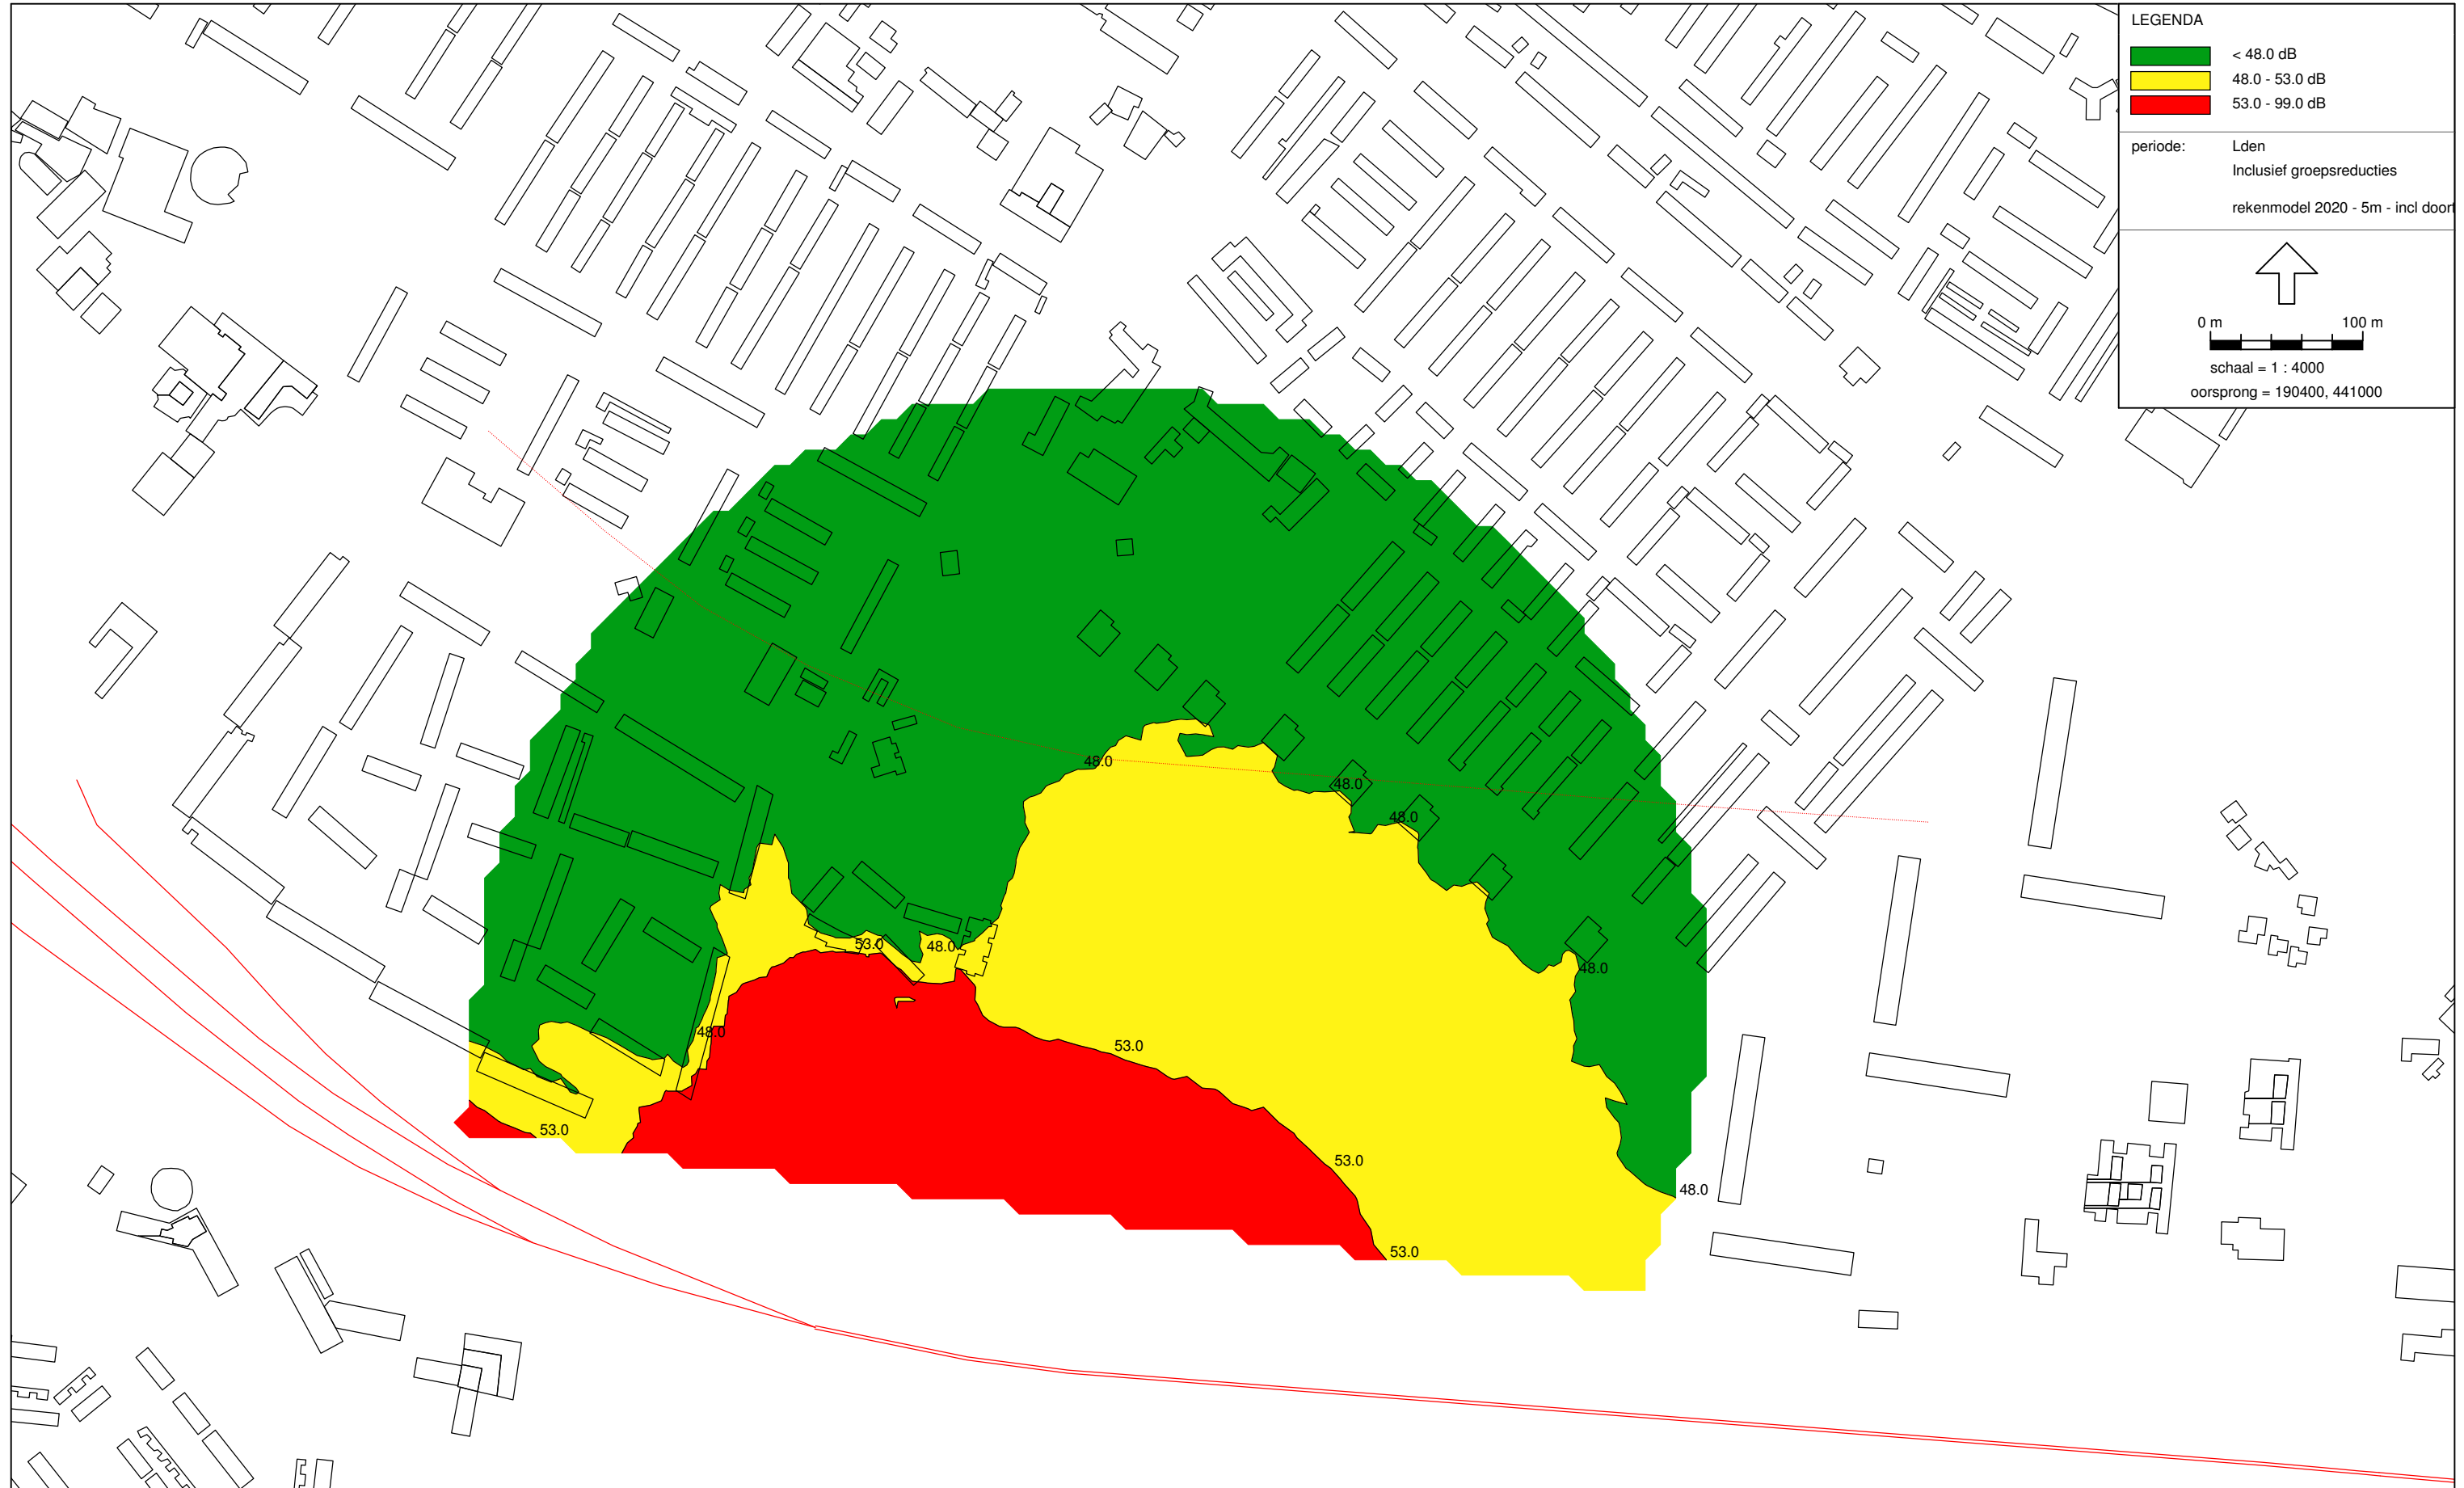 LEGENDA
< 48.0 dB
48.0 - 53.0 dB
53.0 - 99.0 dB
periode: Lden
Inclusief groepsreducties
rekenmodel 2020 - 5m - incl
0 m 100 m
schaal = 1 : 4000
oorsprong = 190400, 441000
48.0
48.0
48.0
53.0
48.0
48.0
48.0
53.0
53.0
53.0
48.0
53.0